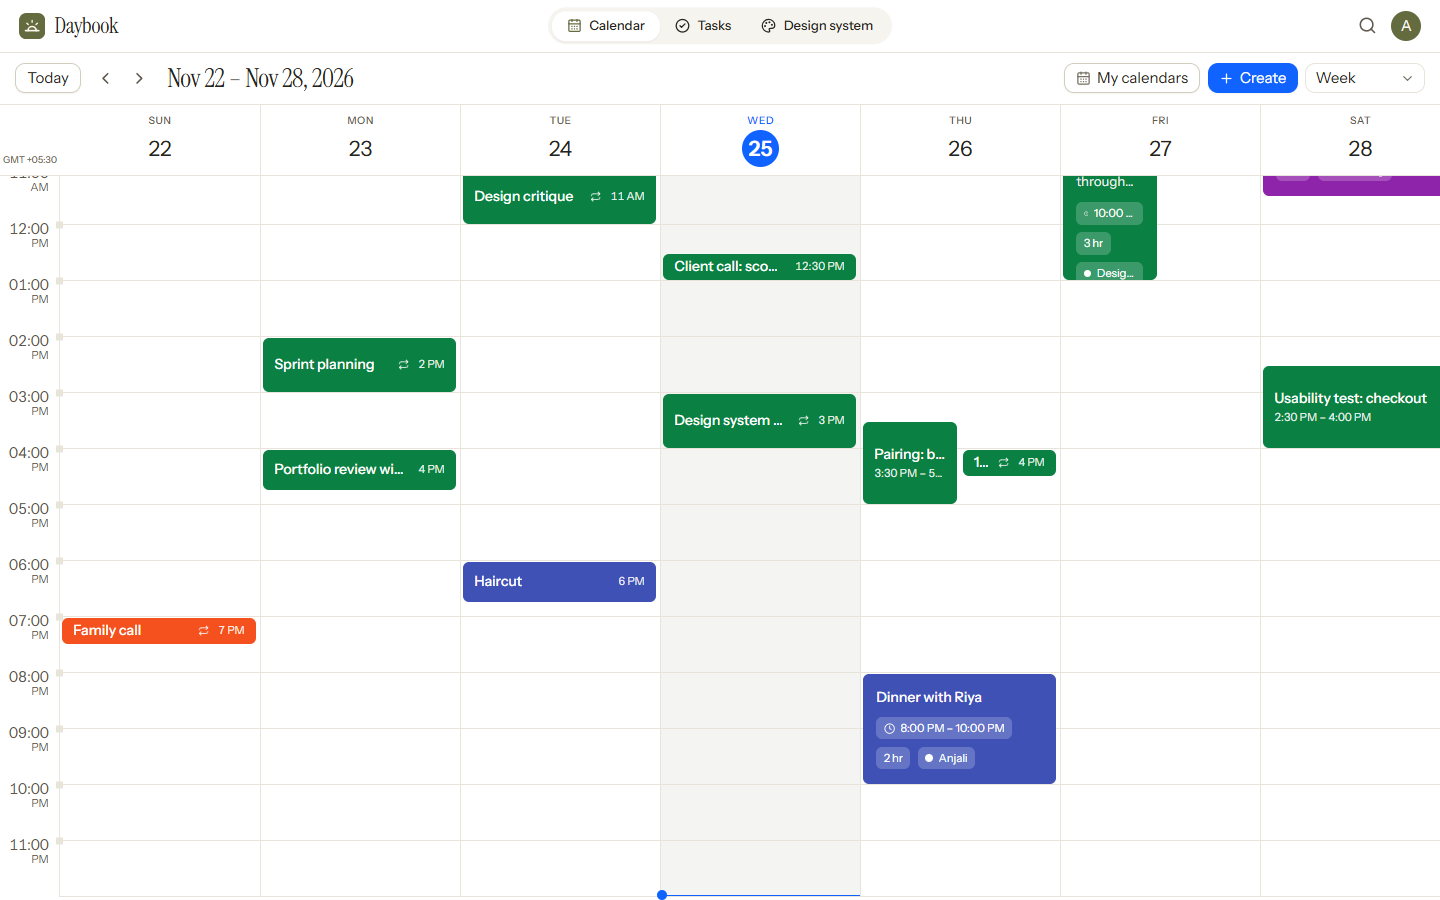 Daybook
Calendar
Tasks
Design system
A
Today
Nov 22 – Nov 28, 2026
My calendars
Create
Week
GMT +05:30
SUN
22
MON
23
TUE
24
WED
25
THU
26
FRI
27
SAT
28
11:00
AM
12:00
PM
01:00
PM
02:00
PM
03:00
PM
04:00
PM
05:00
PM
06:00
PM
07:00
PM
08:00
PM
09:00
PM
10:00
PM
11:00
PM
Family call 7 PM
Sprint planning 2 PM
Portfolio review wi... 4 PM
Design critique 11 AM
Haircut 6 PM
Client call: sco... 12:30 PM
Design system ... 3 PM
Pairing: b...
3:30 PM – 5...
1... 4 PM
Dinner with Riya
8:00 PM – 10:00 PM
2 hr
Anjali
through...
10:00 ...
3 hr
Desig...
Usability test: checkout
2:30 PM – 4:00 PM